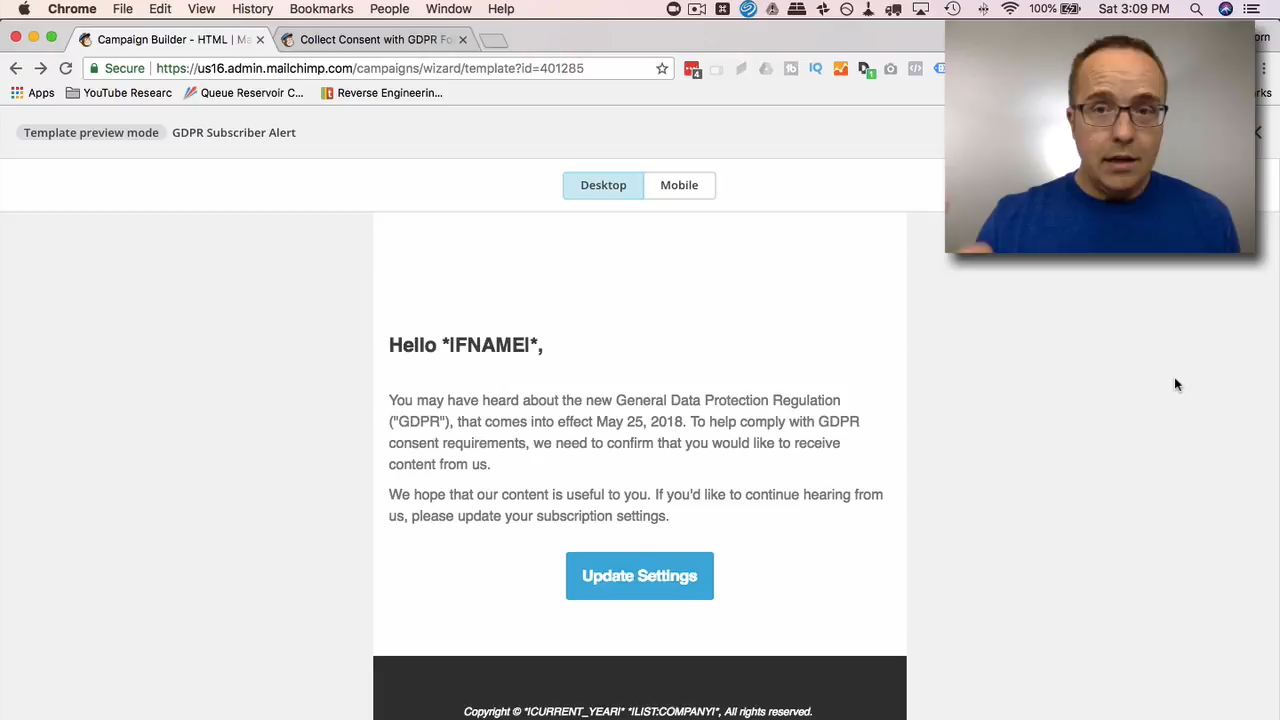 Chrome File Edit View History Bookmarks People Window Help 100% Sat 3:09 PM
Campaign Builder - HTML | Ma Collect Consent with GDPR Fo orn
Secure https://us16.admin.mailchimp.com/campaigns/wizard/template?id=401285 4 1
Apps YouTube Researc Queue Reservoir C... Reverse Engineerin... rks
Template preview mode GDPR Subscriber Alert
Desktop Mobile
Hello *|FNAME|*,
You may have heard about the new General Data Protection Regulation
("GDPR"), that comes into effect May 25, 2018. To help comply with GDPR
consent requirements, we need to confirm that you would like to receive
content from us.
We hope that our content is useful to you. If you'd like to continue hearing from
us, please update your subscription settings.
Update Settings
Copyright © *|CURRENT_YEAR|* *|LIST:COMPANY|*, All rights reserved.